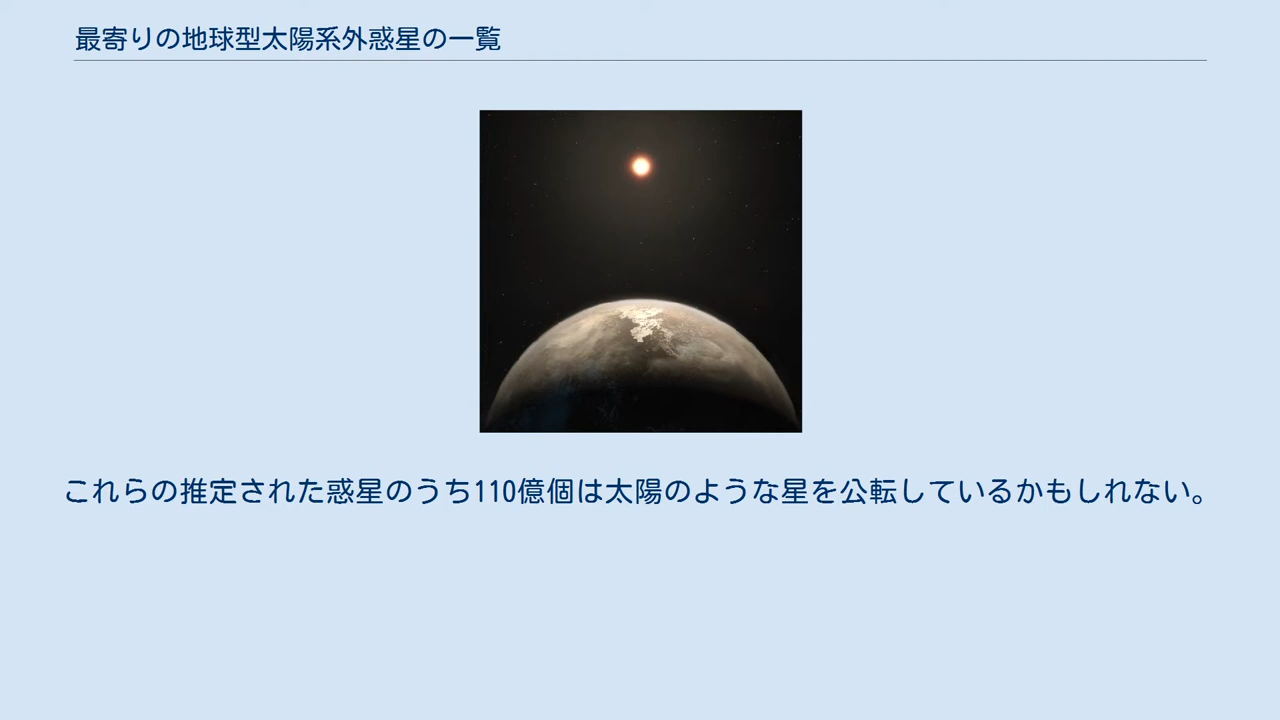 最寄りの地球型太陽系外惑星の一覧
これらの推定された惑星のうち110億個は太陽のような星を公転しているかもしれない。